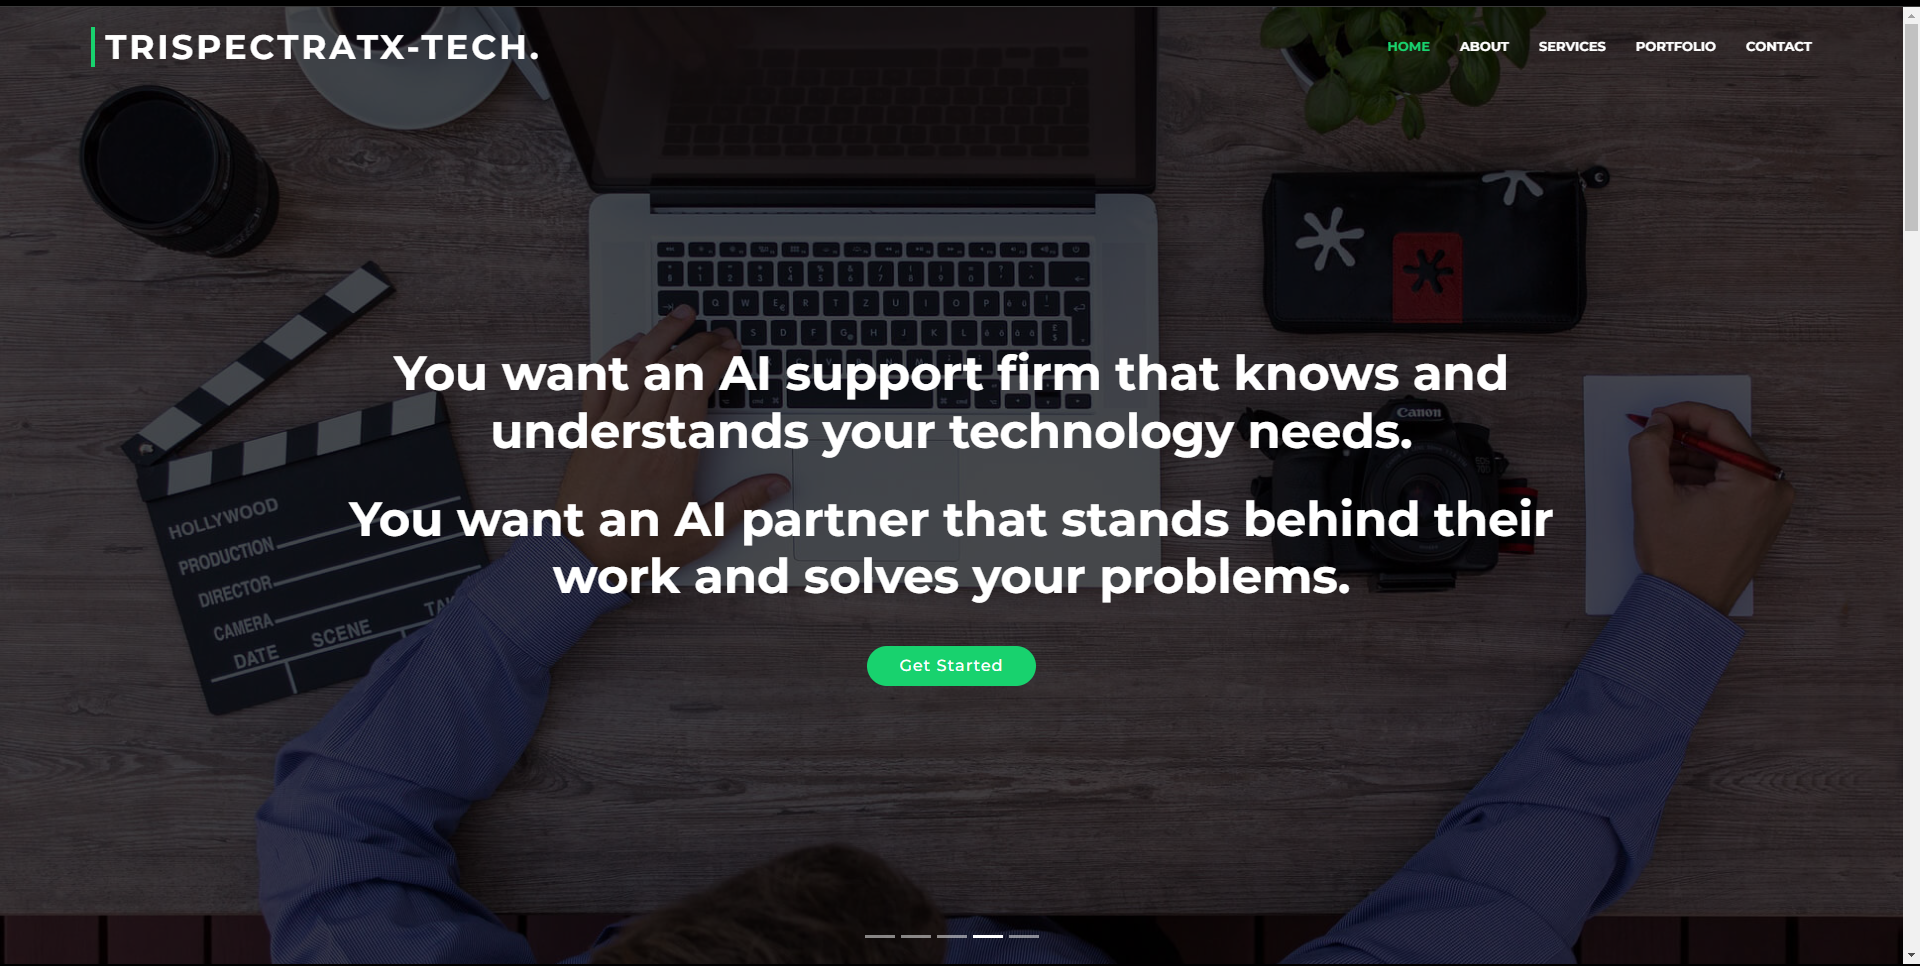 TRISPECTRATX-TECH.
HOME ABOUT SERVICES PORTFOLIO CONTACT
You want an AI support firm that knows and
understands your technology needs.
You want an AI partner that stands behind their
work and solves your problems.
Get Started
Canon
HOLLYWOOD
PRODUCTION
DIRECTOR
CAMERA
DATE SCENE
Q W E R T Z U I O P
S D F G H J K L